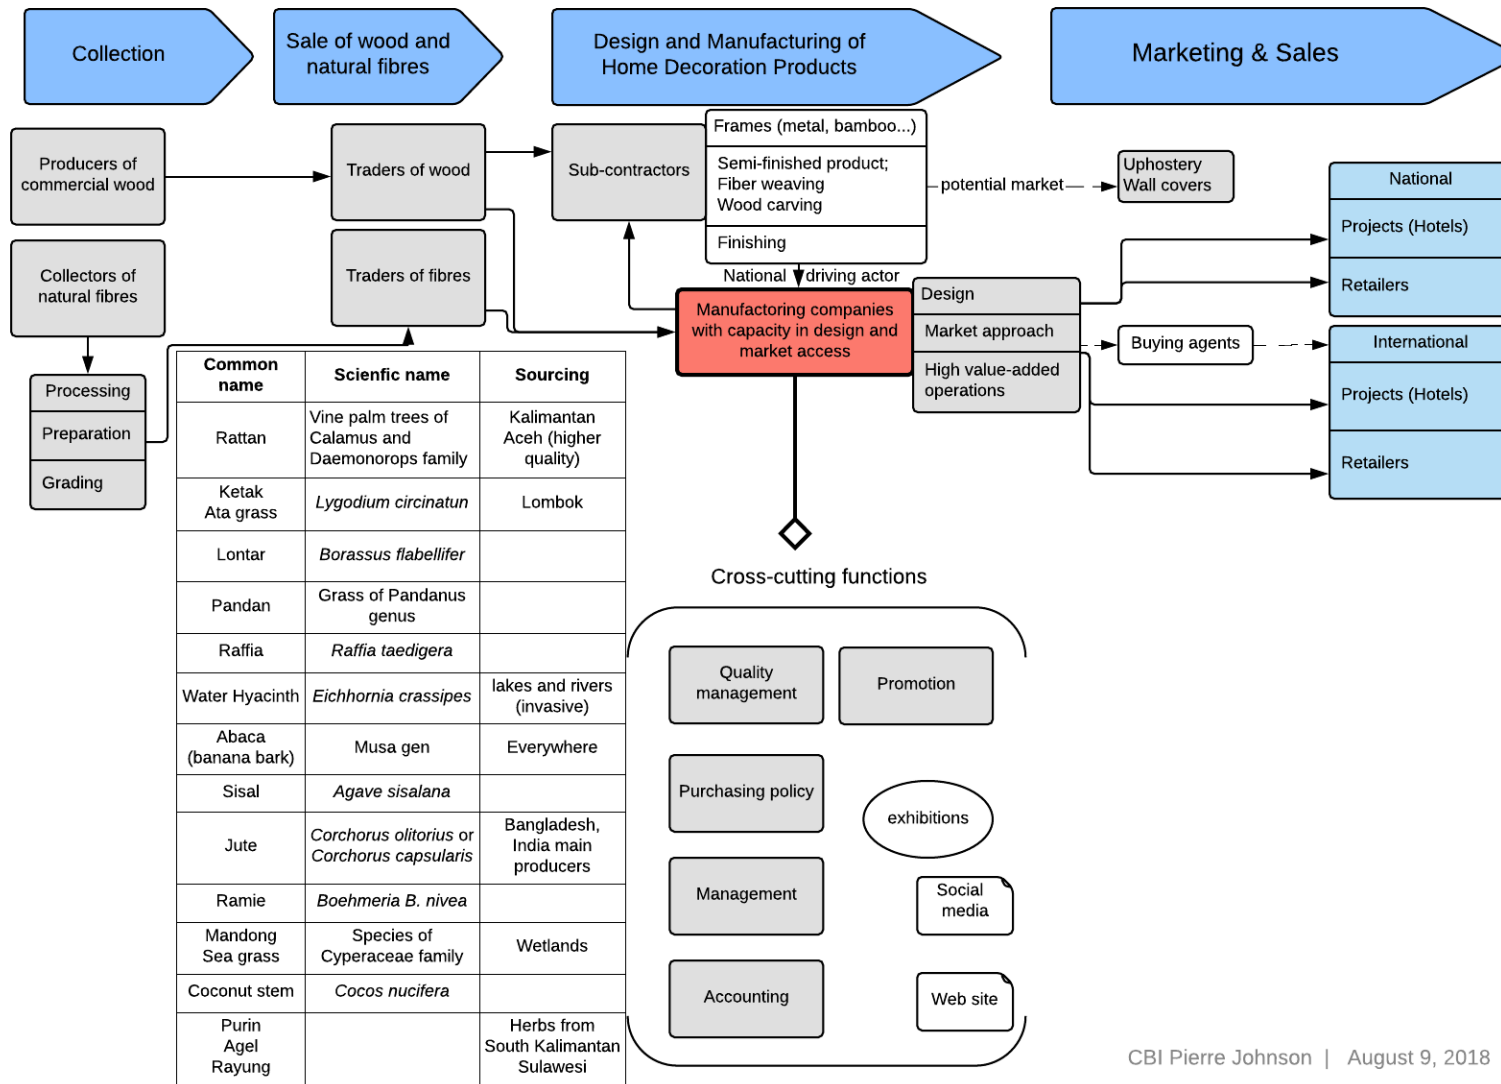 Collection
Sale of wood and
natural fibres
Design and Manufacturing of
Home Decoration Products
Marketing & Sales
Producers of
commercial wood
Traders of wood
Sub-contractors
Frames (metal, bamboo...)
Semi-finished product;
Fiber weaving
Wood carving
Finishing
potential market
Uphostery
Wall covers
National
Projects (Hotels)
Retailers
Collectors of
natural fibres
Traders of fibres
National driving actor
Manufactoring companies
with capacity in design and
market access
Design
Market approach
High value-added
operations
Buying agents
International
Projects (Hotels)
Retailers
Processing
Preparation
Grading
Common
name
Scienfic name
Sourcing
Rattan
Vine palm trees of
Calamus and
Daemonorops family
Kalimantan
Aceh (higher
quality)
Ketak
Ata grass
Lygodium circinatun
Lombok
Lontar
Borassus flabellifer
Pandan
Grass of Pandanus
genus
Raffia
Raffia taedigera
Water Hyacinth
Eichhornia crassipes
lakes and rivers
(invasive)
Abaca
(banana bark)
Musa gen
Everywhere
Sisal
Agave sisalana
Jute
Corchorus olitorius or
Corchorus capsularis
Bangladesh,
India main
producers
Ramie
Boehmeria B. nivea
Mandong
Sea grass
Species of
Cyperaceae family
Wetlands
Coconut stem
Cocos nucifera
Purin
Agel
Rayung
Herbs from
South Kalimantan
Sulawesi
Cross-cutting functions
Quality
management
Promotion
Purchasing policy
exhibitions
Management
Social
media
Accounting
Web site
CBI Pierre Johnson | August 9, 2018